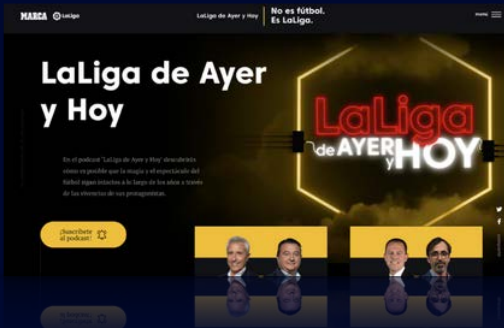 MARCA LaLiga
LaLiga de Ayer y Hoy
No es fútbol.
Es LaLiga.
MENU
LaLiga de Ayer
y Hoy
LaLiga
de AYER
y HOY
En el podcast 'LaLiga de Ayer y Hoy' descubriréis
cómo es posible que la magia y el espectáculo del
fútbol sigan intactos a lo largo de los años a través
de las vivencias de sus protagonistas.
¡Suscríbete
al podcast!